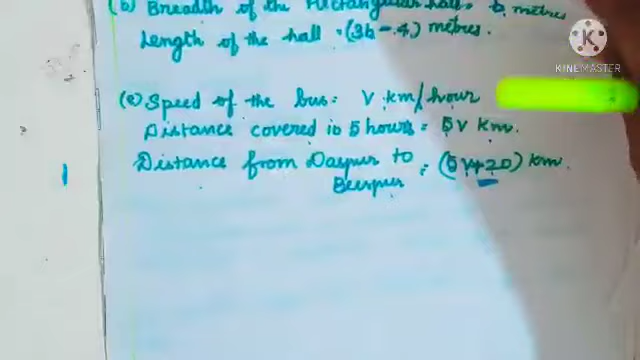 (b) Breadth of the rectangular hall = b metres
Length of the hall = (3b - 4) metres.
K
KINEMASTER
(c) Speed of the bus = V km/hour
Distance covered in 5 hours = 5V km.
Distance from Daspur to = (5V+20) km.
Beespur